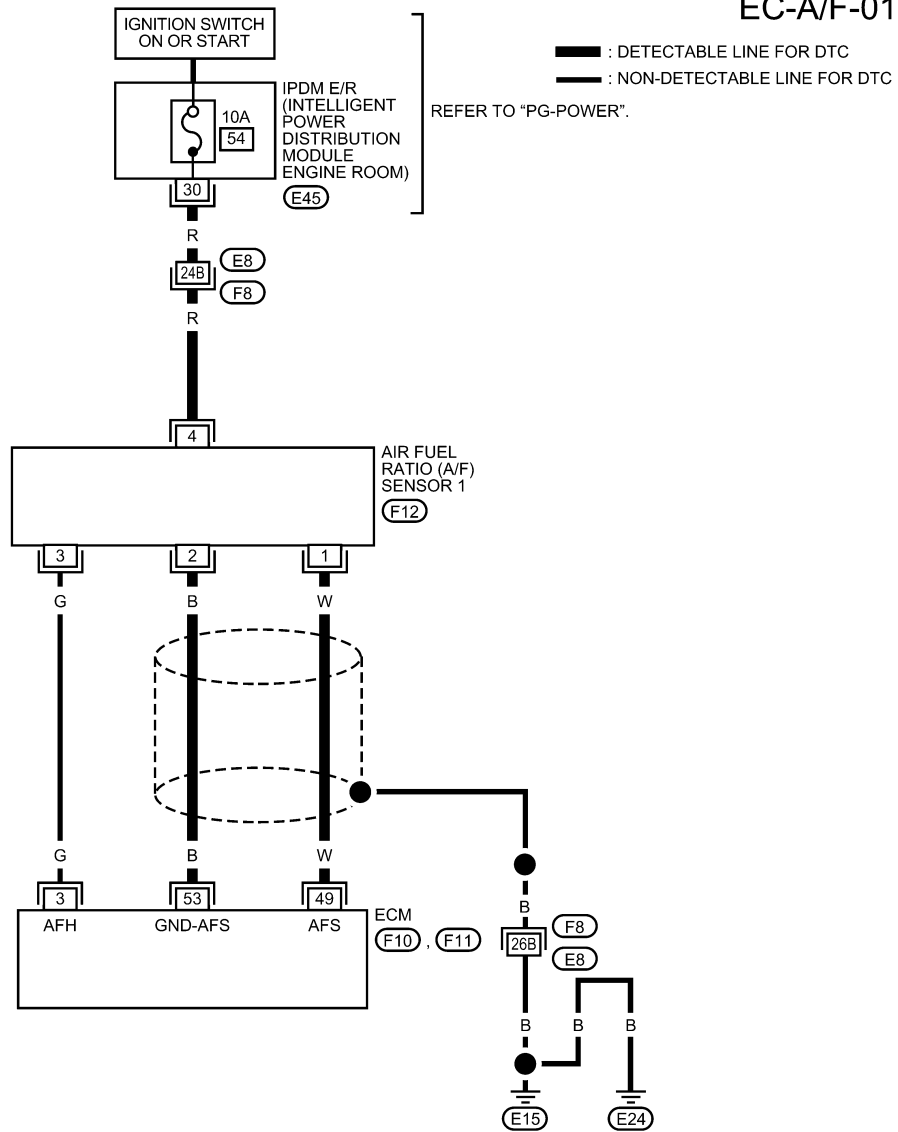 EC-A/F-01
IGNITION SWITCH
ON OR START
: DETECTABLE LINE FOR DTC
: NON-DETECTABLE LINE FOR DTC
IPDM E/R
(INTELLIGENT
POWER
DISTRIBUTION
MODULE
ENGINE ROOM)
10A
54
REFER TO “PG-POWER”.
30
E45
R
24B
E8
F8
R
4
AIR FUEL
RATIO (A/F)
SENSOR 1
F12
3 2 1
G B W
G B W
3 53 49
AFH GND-AFS AFS
ECM
F10 , F11
B
26B
F8
E8
B B B
E15 E24